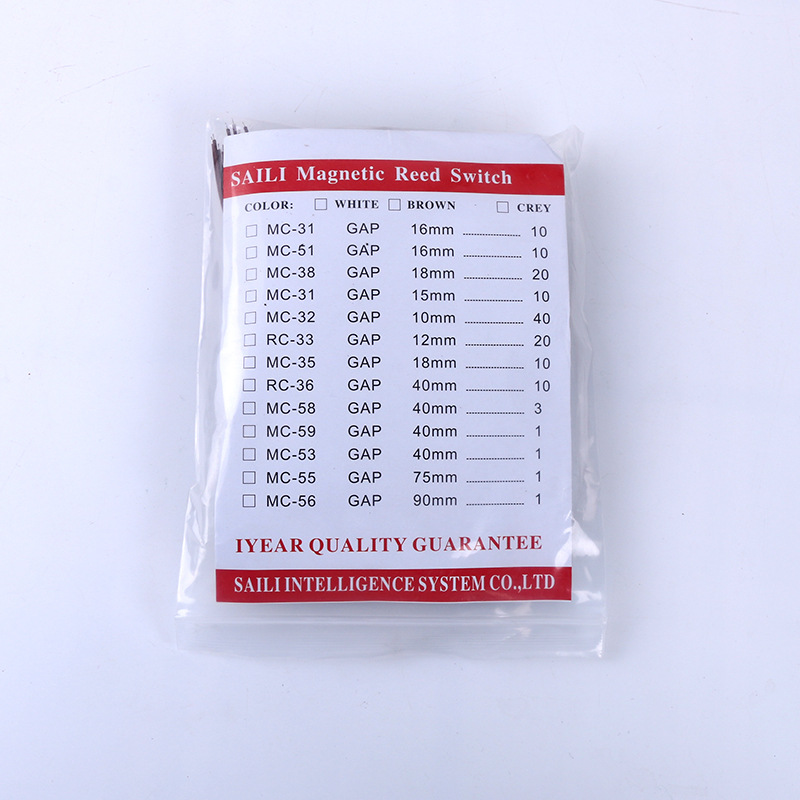 SAILI Magnetic Reed Switch
COLOR: ☐ WHITE ☐ BROWN ☐ CREY
☐ MC-31 GAP 16mm .................... 10
☐ MC-51 GAP 16mm .................... 10
☐ MC-38 GAP 18mm .................... 20
☐ MC-31 GAP 15mm .................... 10
☐ MC-32 GAP 10mm .................... 40
☐ RC-33 GAP 12mm .................... 20
☐ MC-35 GAP 18mm .................... 10
☐ RC-36 GAP 40mm .................... 10
☐ MC-58 GAP 40mm .................... 3
☐ MC-59 GAP 40mm .................... 1
☐ MC-53 GAP 40mm .................... 1
☐ MC-55 GAP 75mm .................... 1
☐ MC-56 GAP 90mm .................... 1
IYEAR QUALITY GUARANTEE
SAILI INTELLIGENCE SYSTEM CO.,LTD